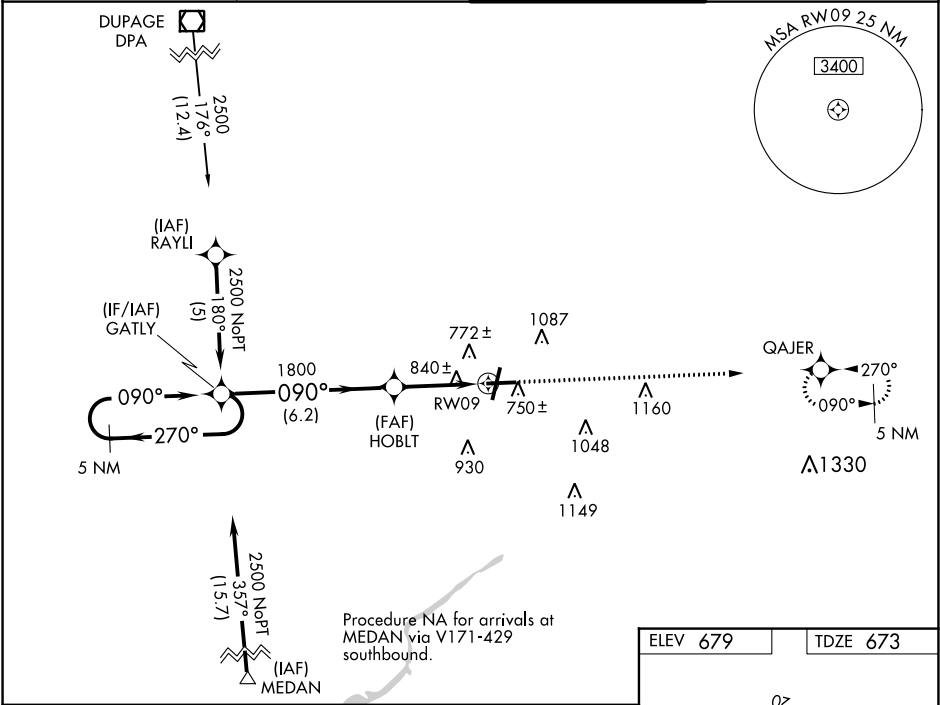 DUPAGE
DPA
2500
176°
(12.4)
MSA RW09 25 NM
3400
(IAF)
RAYLI
2500 NoPT
180°
(5)
(IF/IAF)
GATLY
1087
772±
QAJER
1800
840±
090°
090°
270°
(6.2)
RW09
750±
1160
090°
(FAF)
HOBLT
270°
1048
5 NM
5 NM
930
1330
1149
2500 NoPT
357°
(15.7)
Procedure NA for arrivals at
MEDAN via V171-429
southbound.
(IAF)
MEDAN
ELEV 679
TDZE 673